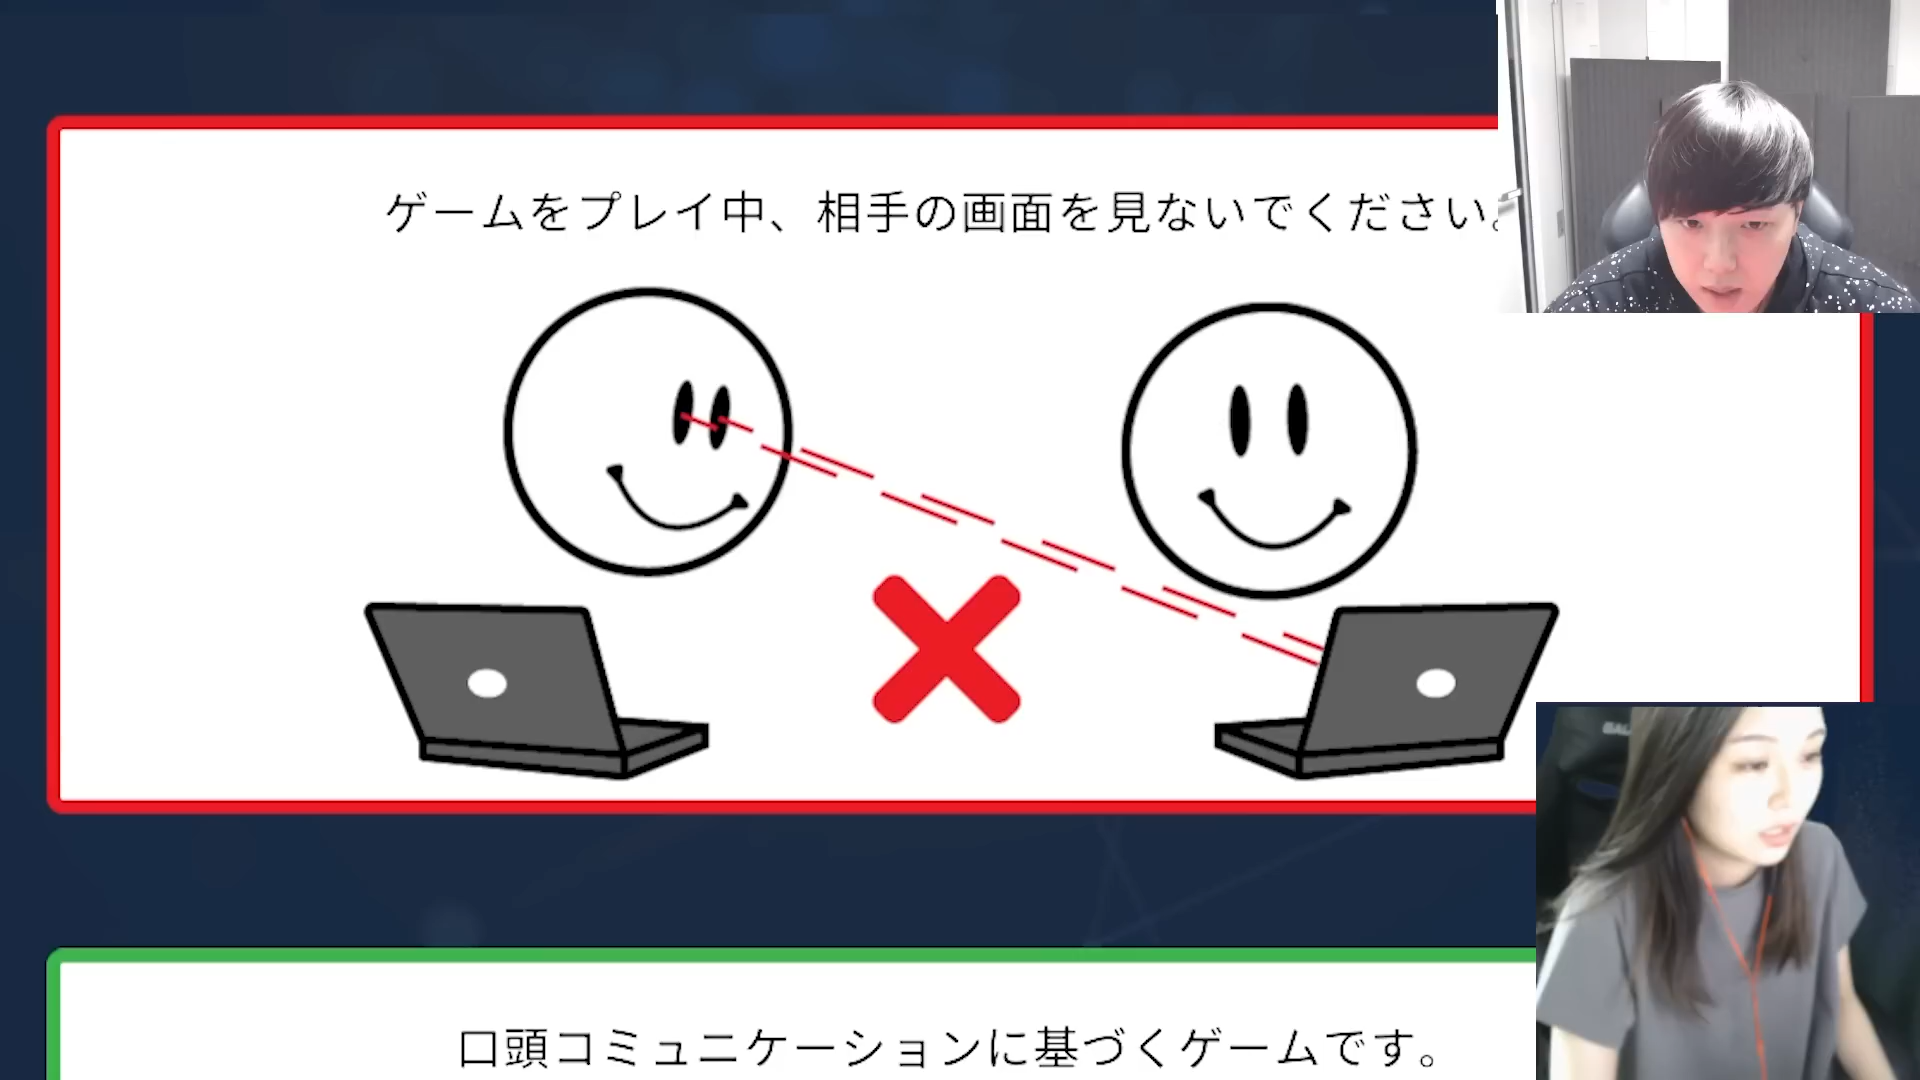 ゲームをプレイ中、相手の画面を見ないでください。
口頭コミュニケーションに基づくゲームです。